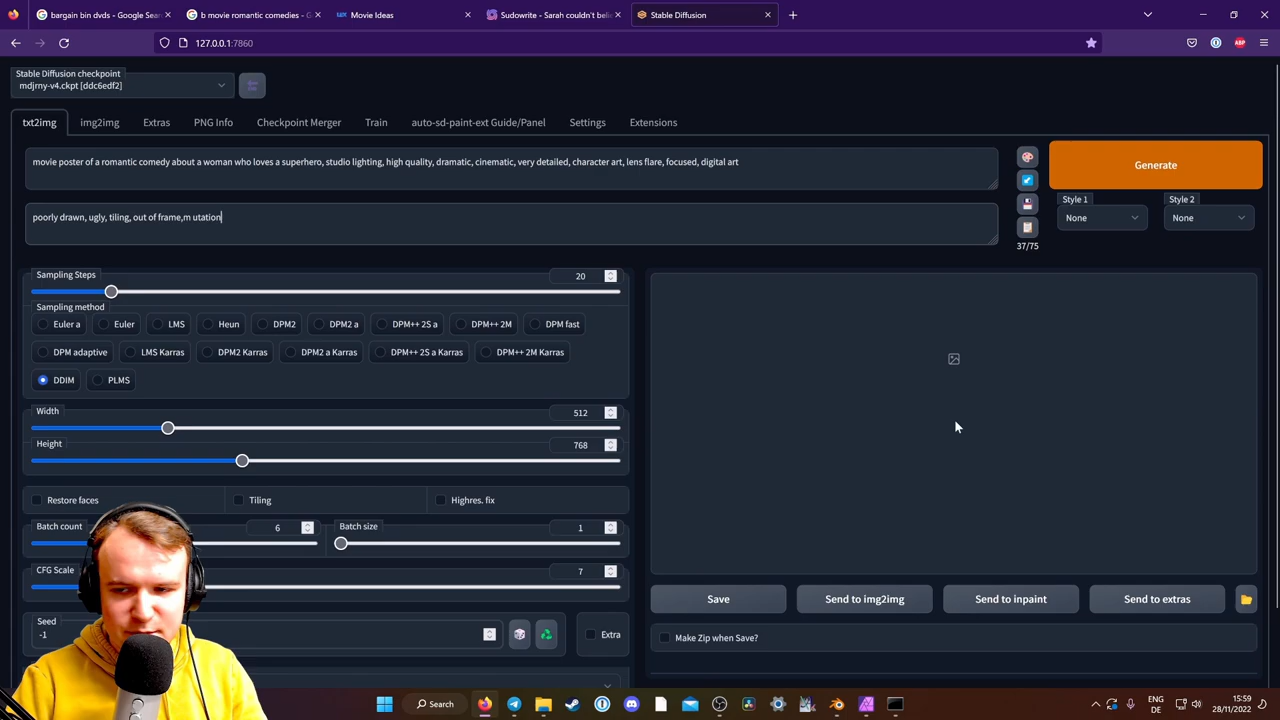 bargain bin dvds - Google Sear
b movie romantic comedies - G
Movie Ideas
Sudowrite - Sarah couldn't beli
Stable Diffusion
127.0.0.1:7860
ABP
Stable Diffusion checkpoint
mdjrny-v4.ckpt [ddc6edf2]
txt2img
img2img
Extras
PNG Info
Checkpoint Merger
Train
auto-sd-paint-ext Guide/Panel
Settings
Extensions
movie poster of a romantic comedy about a woman who loves a superhero, studio lighting, high quality, dramatic, cinematic, very detailed, character art, lens flare, focused, digital art
Generate
poorly drawn, ugly, tiling, out of frame,m utation
Style 1
Style 2
None
None
37/75
Sampling Steps
20
Sampling method
Euler a
Euler
LMS
Heun
DPM2
DPM2 a
DPM++ 2S a
DPM++ 2M
DPM fast
DPM adaptive
LMS Karras
DPM2 Karras
DPM2 a Karras
DPM++ 2S a Karras
DPM++ 2M Karras
DDIM
PLMS
Width
512
Height
768
Restore faces
Tiling
Highres. fix
Batch count
6
Batch size
1
CFG Scale
7
Seed
-1
Extra
Save
Send to img2img
Send to inpaint
Send to extras
Make Zip when Save?
Search
ENG
DE
15:59
28/11/2022